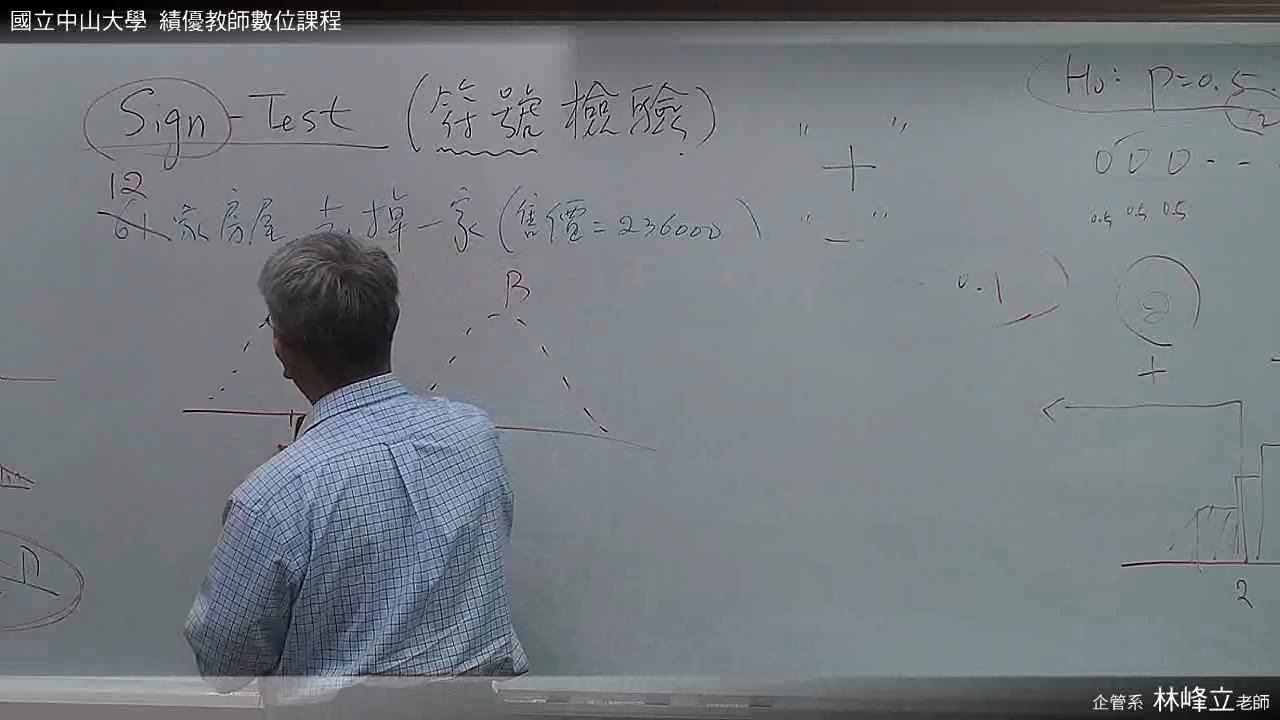 國立中山大學 績優教師數位課程
Sign-Test (符號檢驗)
"+"
"-"
H₀: p=0.5
000--
0.5 0.5 0.5
12
61 家房屋 去掉一家(售價=236000)
B
0.1
2
+
2
n
企管系 林峰立老師